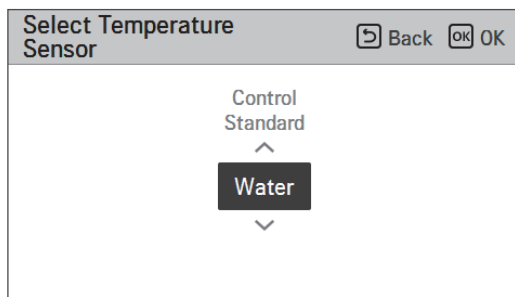 Select Temperature
Sensor
Back OK OK
Control
Standard
Water